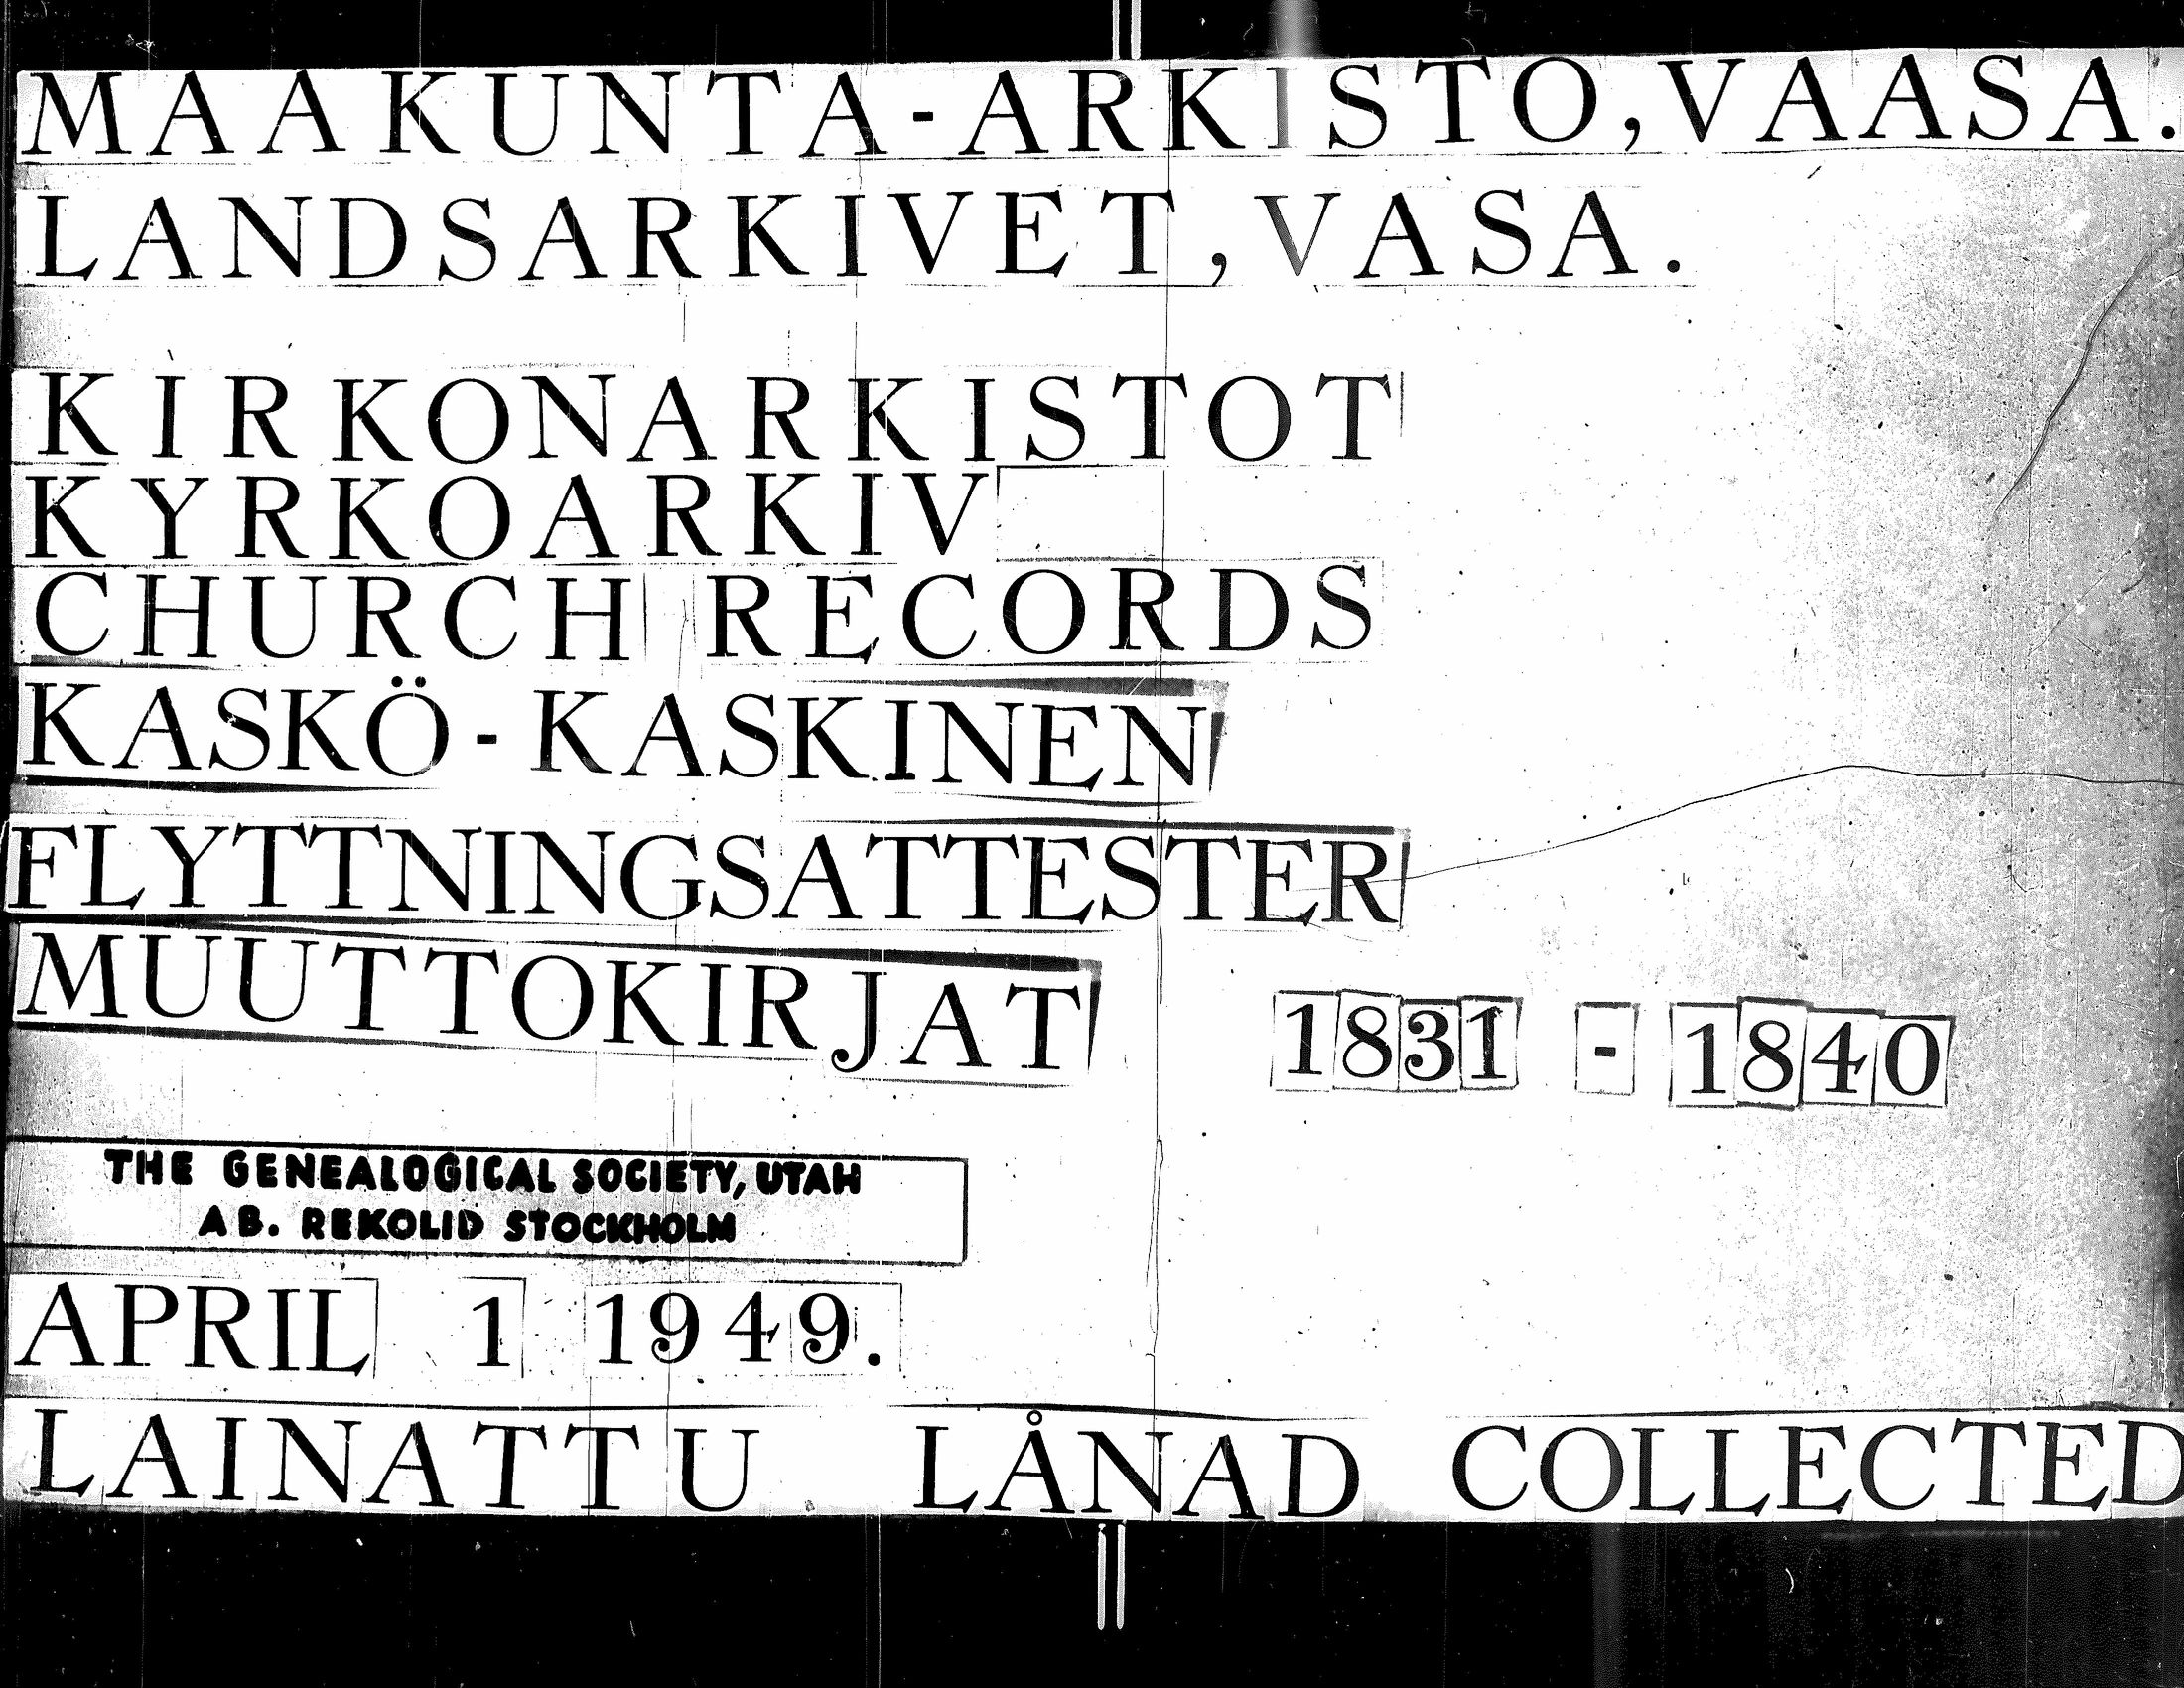 MAAKUNTA-ARKISTO, VAASA.
LANDSARKIVET, VASA.
KIRKONARKISTOT
KYRKOARKIV
CHURCH RECORDS
KASKÖ-KASKINEN
FLYTTNINGSATTESTER
MUUTTOKIRJAT 1831 - 1840
THE GENEALOGICAL SOCIETY, UTAH
AB. REKOLID STOCKHOLM
APRIL 1 1949.
LAINATTU LÅNAD COLLECTED